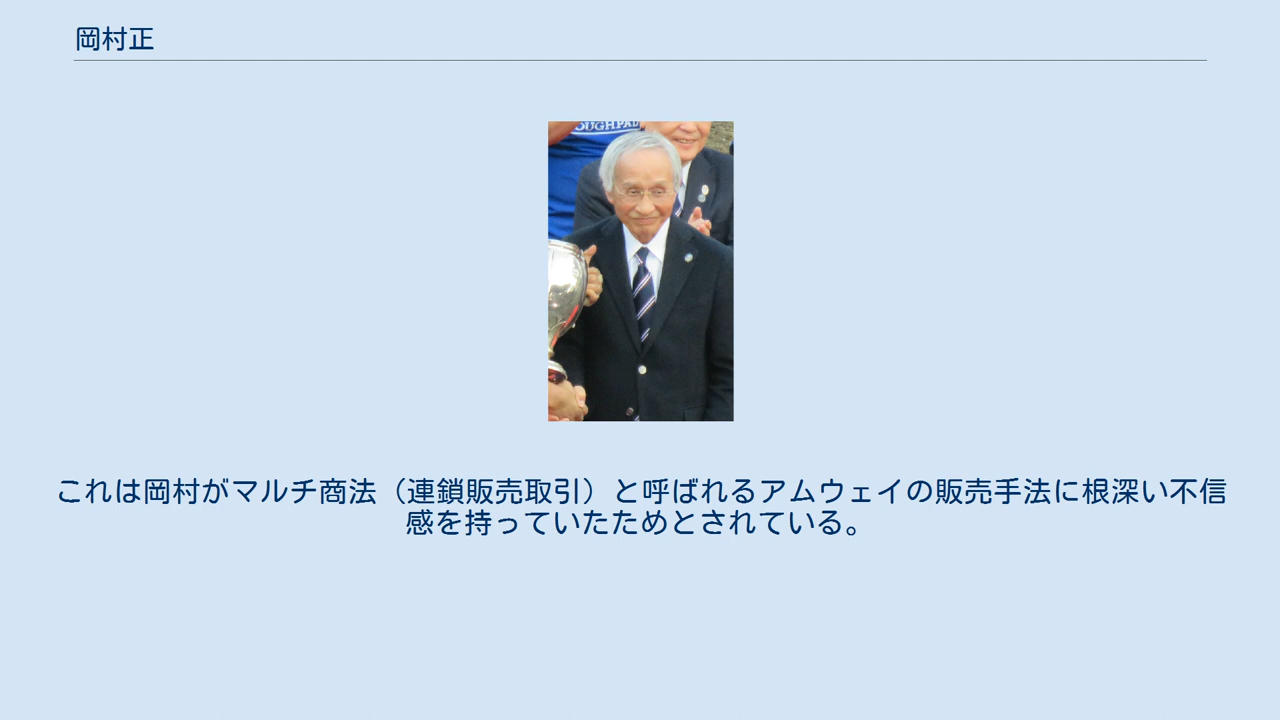 岡村正
OUGHPAD
これは岡村がマルチ商法（連鎖販売取引）と呼ばれるアムウェイの販売手法に根深い不信
感を持っていたためとされている。